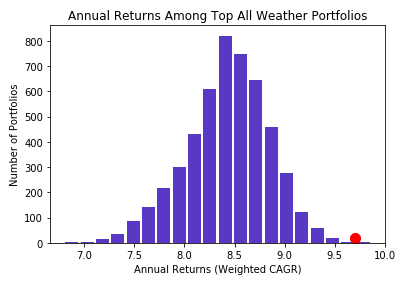 Annual Returns Among Top All Weather Portfolios
Number of Portfolios
800
700
600
500
400
300
200
100
0
7.0 7.5 8.0 8.5 9.0 9.5 10.0
Annual Returns (Weighted CAGR)